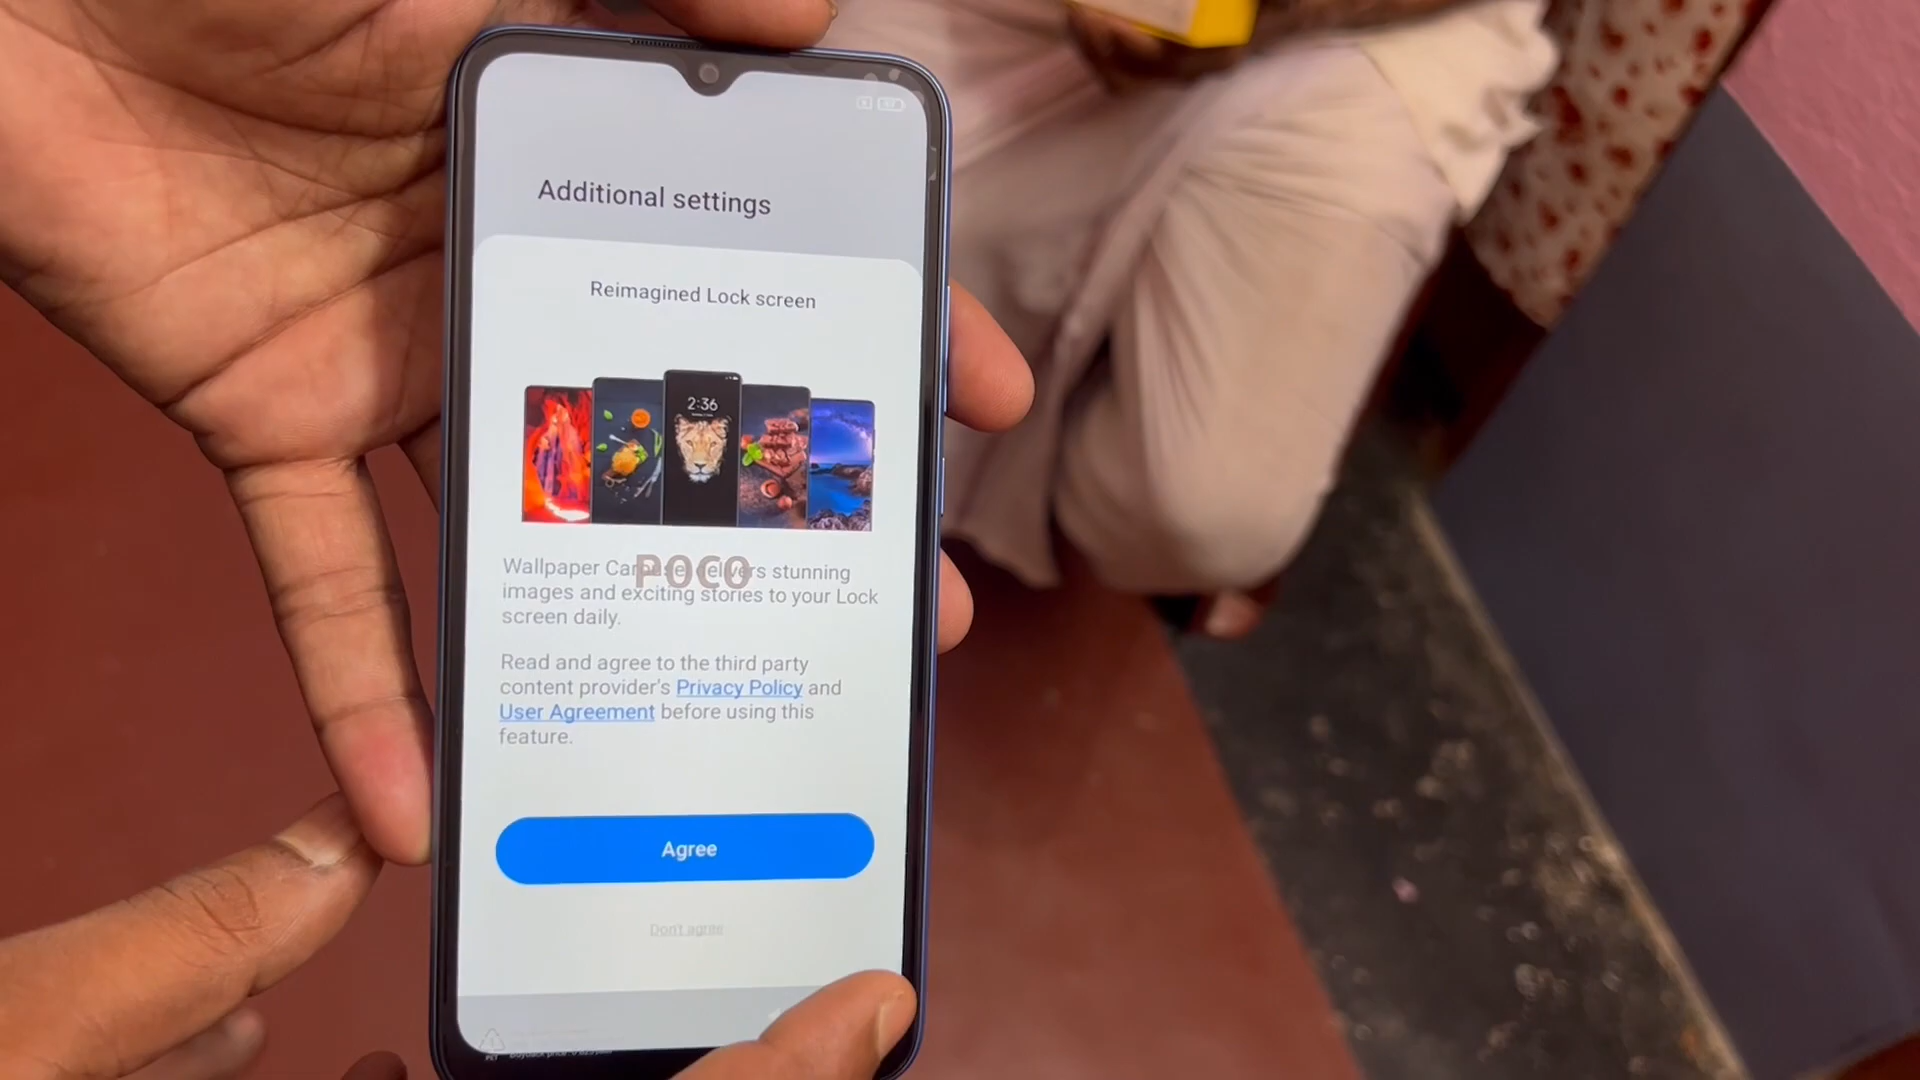 Additional settings
Reimagined Lock screen
2:36
Wallpaper Carousel delivers stunning
images and exciting stories to your Lock
screen daily.
POCO
Read and agree to the third party
content provider's Privacy Policy and
User Agreement before using this
feature.
Agree
Don't agree